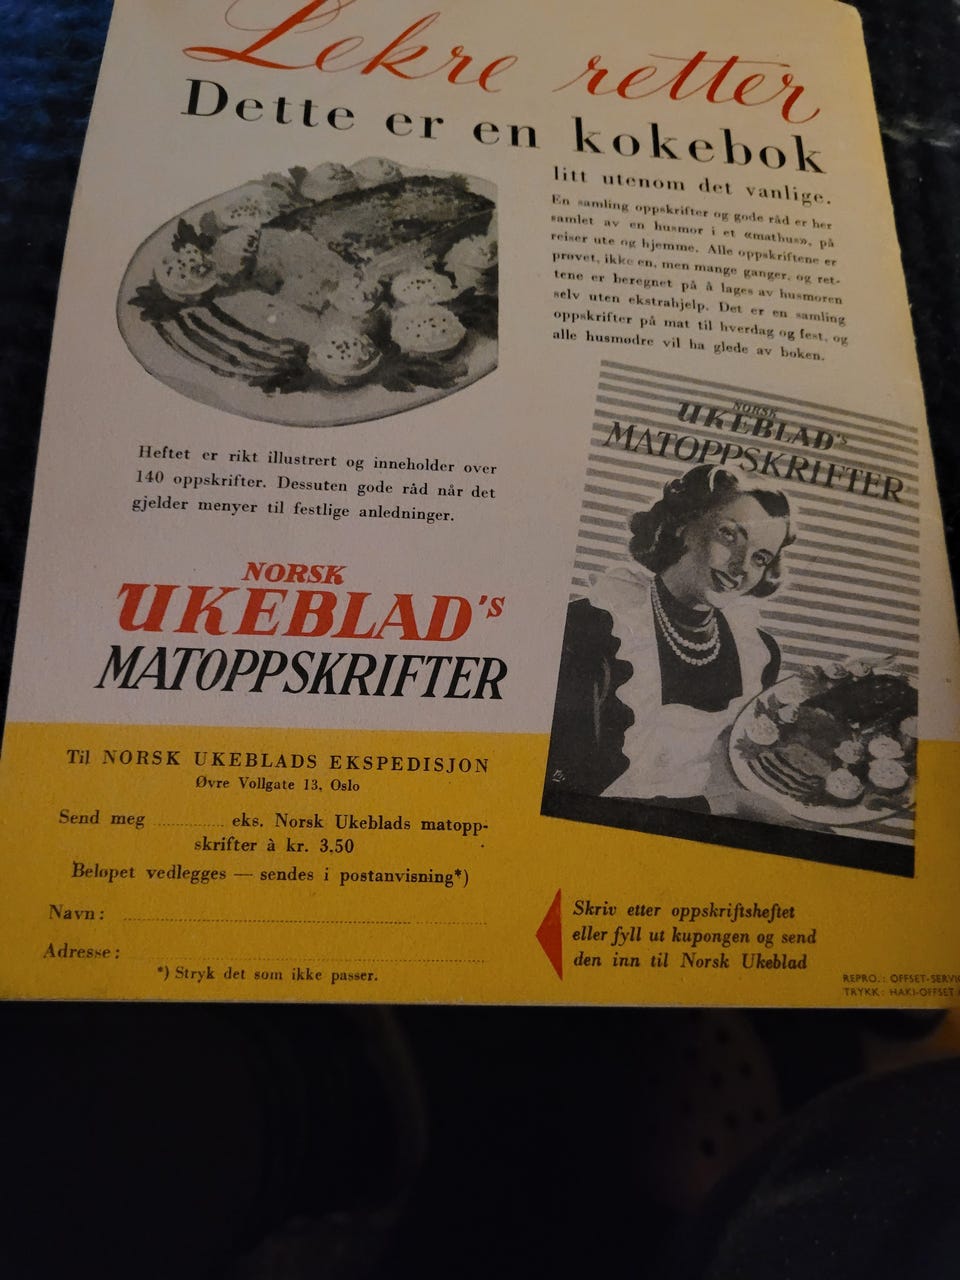 Lekre retter
Dette er en kokebok
litt utenom det vanlige.
En samling oppskrifter og gode råd er her
samlet av en husmor i et «mathus», på
reiser ute og hjemme. Alle oppskriftene er
prøvet, ikke en, men mange ganger, og ret-
tene er beregnet på å lages av husmoren
selv uten ekstrahjelp. Det er en samling
oppskrifter på mat til hverdag og fest, og
alle husmødre vil ha glede av boken.
Heftet er rikt illustrert og inneholder over
140 oppskrifter. Dessuten gode råd når det
gjelder menyer til festlige anledninger.
NORSK
UKEBLAD's
MATOPPSKRIFTER
NORSK
UKEBLAD's
MATOPPSKRIFTER
Til NORSK UKEBLADS EKSPEDISJON
Øvre Vollgate 13, Oslo
Send meg ............ eks. Norsk Ukeblads matopp-
skrifter à kr. 3.50
Beløpet vedlegges — sendes i postanvisning*)
Navn:
Adresse:
*) Stryk det som ikke passer.
Skriv etter oppskriftsheftet
eller fyll ut kupongen og send
den inn til Norsk Ukeblad
REPRO.: OFFSET-SERVI
TRYKK: HAKI-OFFSET